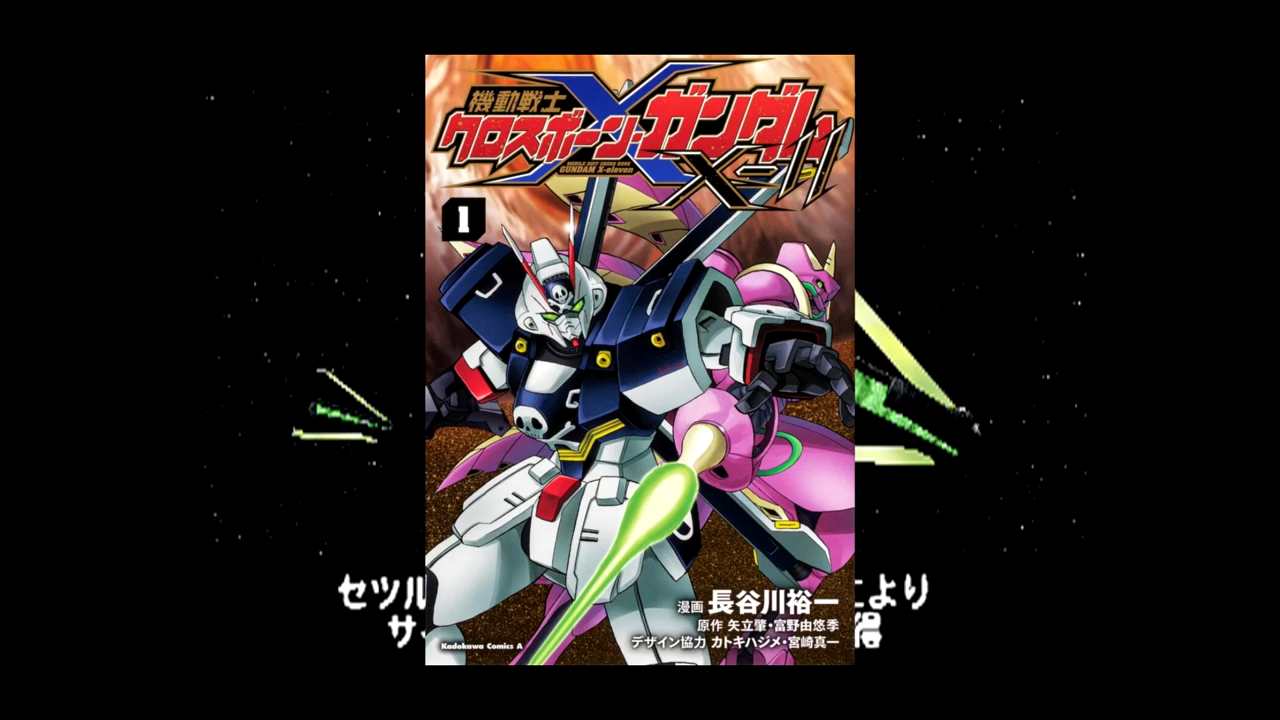 機動戦士
クロスボーン・ガンダム
MOBILE SUIT CROSS BONE
GUNDAM X-eleven
X-11
1
セツル
により
サ
得
漫画 長谷川裕一
原作 矢立肇・富野由悠季
デザイン協力 カトキハジメ・宮崎真一
Kadokawa Comics A